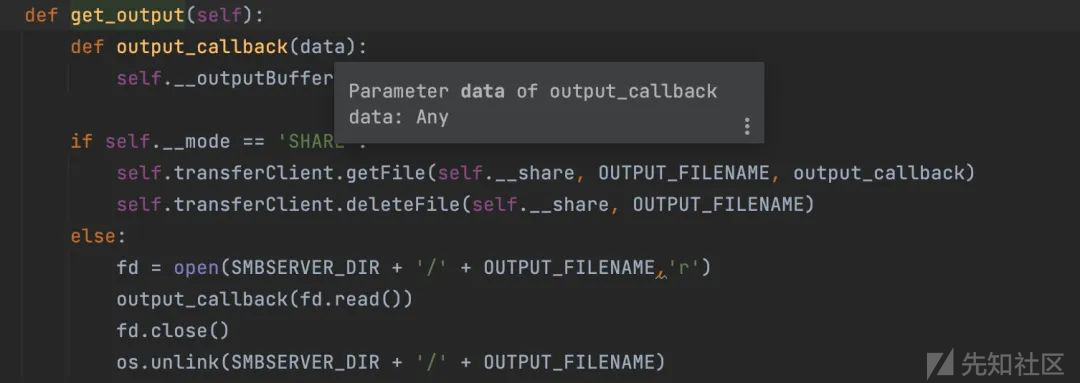 def get_output(self):
    def output_callback(data):
        self.__outputBuffer
Parameter data of output_callback
data: Any
    if self.__mode == 'SHARE':
        self.transferClient.getFile(self.__share, OUTPUT_FILENAME, output_callback)
        self.transferClient.deleteFile(self.__share, OUTPUT_FILENAME)
    else:
        fd = open(SMBSERVER_DIR + '/' + OUTPUT_FILENAME,'r')
        output_callback(fd.read())
        fd.close()
        os.unlink(SMBSERVER_DIR + '/' + OUTPUT_FILENAME)
先知社区